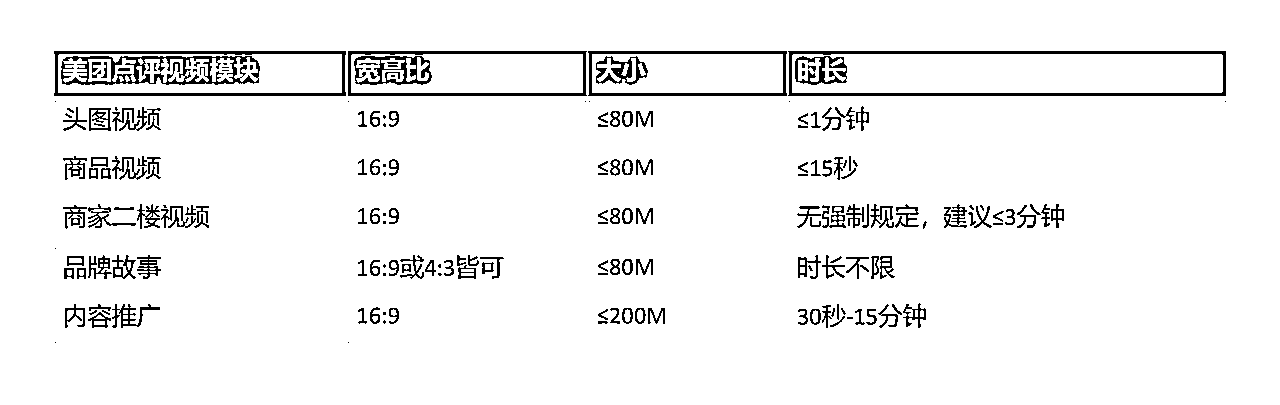 美团点评视频模块 宽高比 大小 时长
头图视频 16:9 ≤80M ≤1分钟
商品视频 16:9 ≤80M ≤15秒
商家二楼视频 16:9 ≤80M 无强制规定，建议≤3分钟
品牌故事 16:9或4:3皆可 ≤80M 时长不限
内容推广 16:9 ≤200M 30秒-15分钟